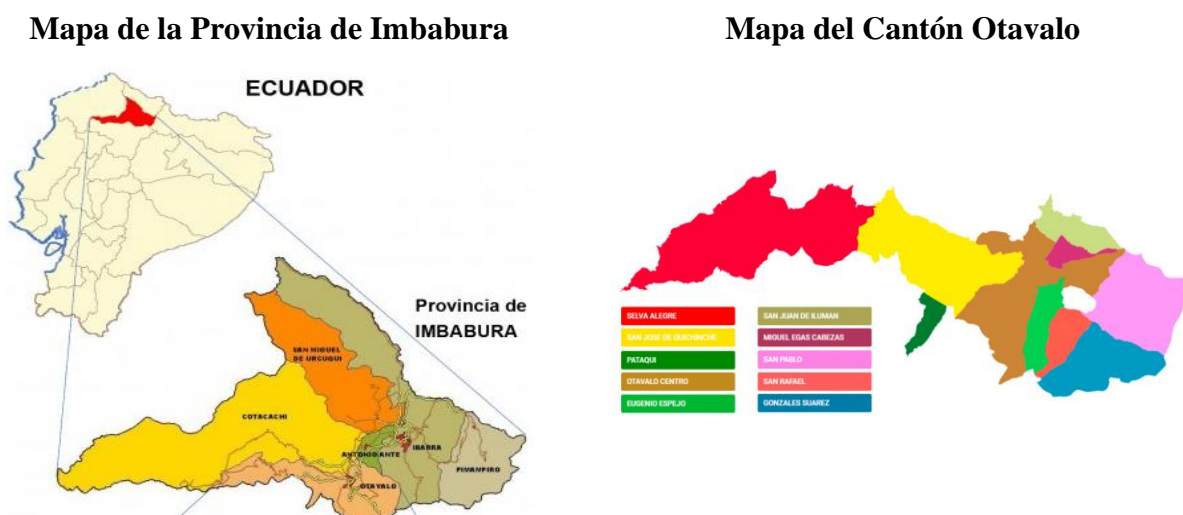 Mapa de la Provincia de Imbabura
ECUADOR
Provincia de
IMBABURA
SAN MIGUEL
DE URCUQUI
COTACACHI
ANTONIO ANTE
IBARRA
PIMAMPIRO
OTAVALO
Mapa del Cantón Otavalo
SELVA ALEGRE
SAN JOSE DE QUICHINCHE
PATAQUI
OTAVALO CENTRO
EUGENIO ESPEJO
SAN JUAN DE ILUMAN
MIGUEL EGAS CABEZAS
SAN PABLO
SAN RAFAEL
GONZALES SUAREZ